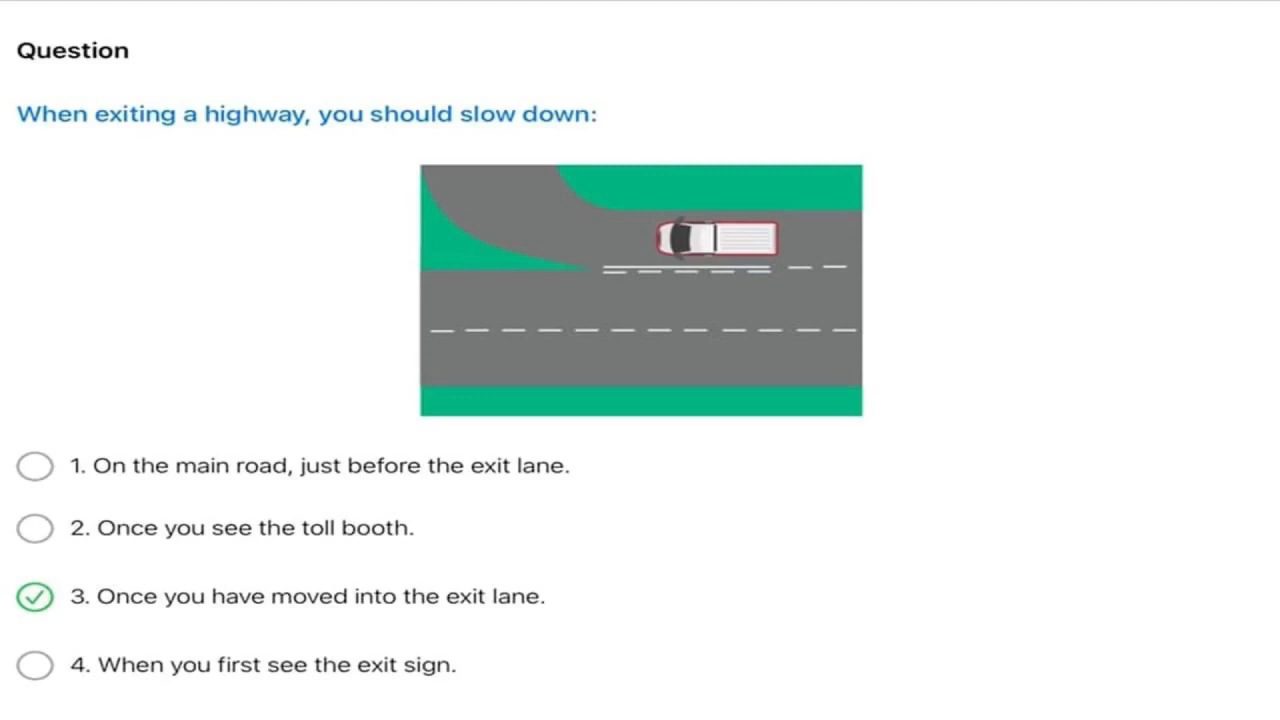 Question
When exiting a highway, you should slow down:
1. On the main road, just before the exit lane.
2. Once you see the toll booth.
3. Once you have moved into the exit lane.
4. When you first see the exit sign.